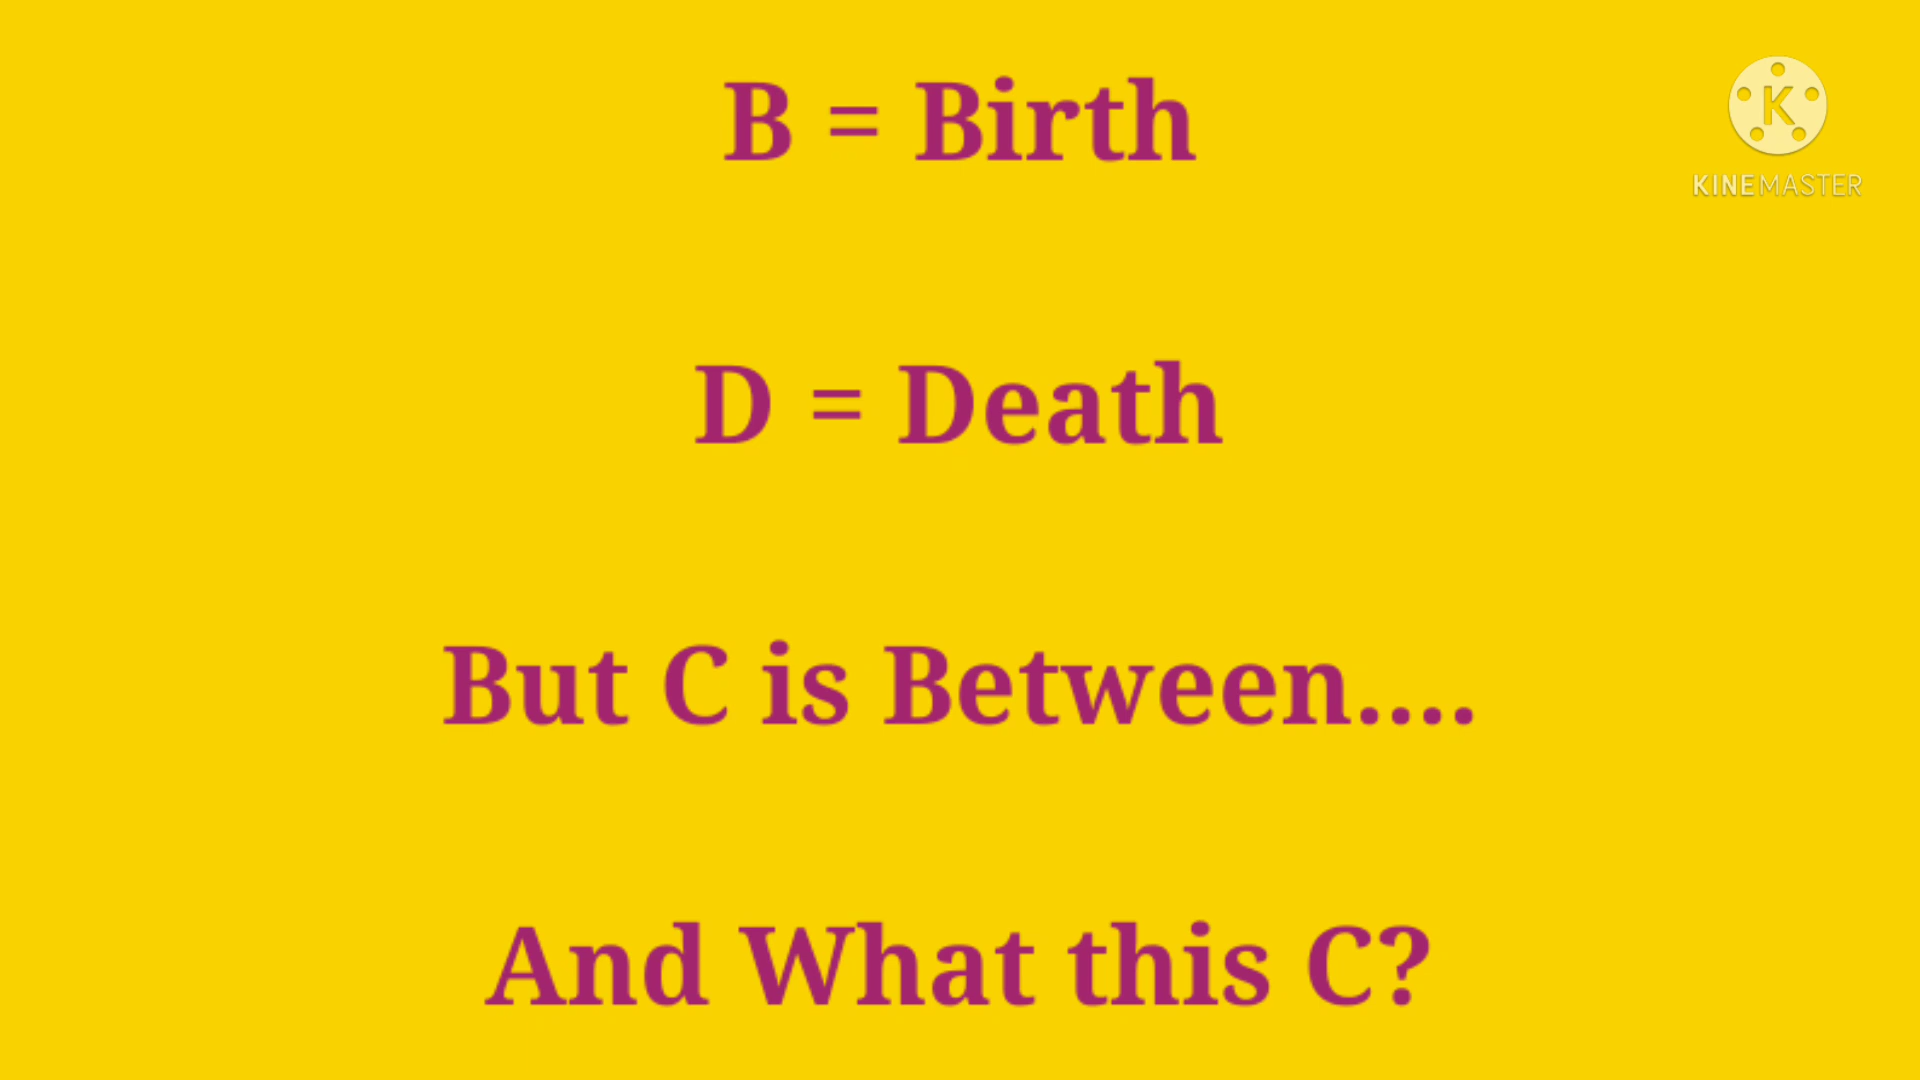 B = Birth
K
KINEMASTER
D = Death
But C is Between....
And What this C?